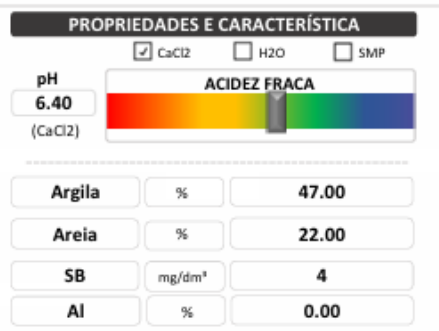 PROPRIEDADES E CARACTERÍSTICA
CaCl2 H2O SMP
pH
ACIDEZ FRACA
6.40
(CaCl2)
Argila % 47.00
Areia % 22.00
SB mg/dm³ 4
Al % 0.00